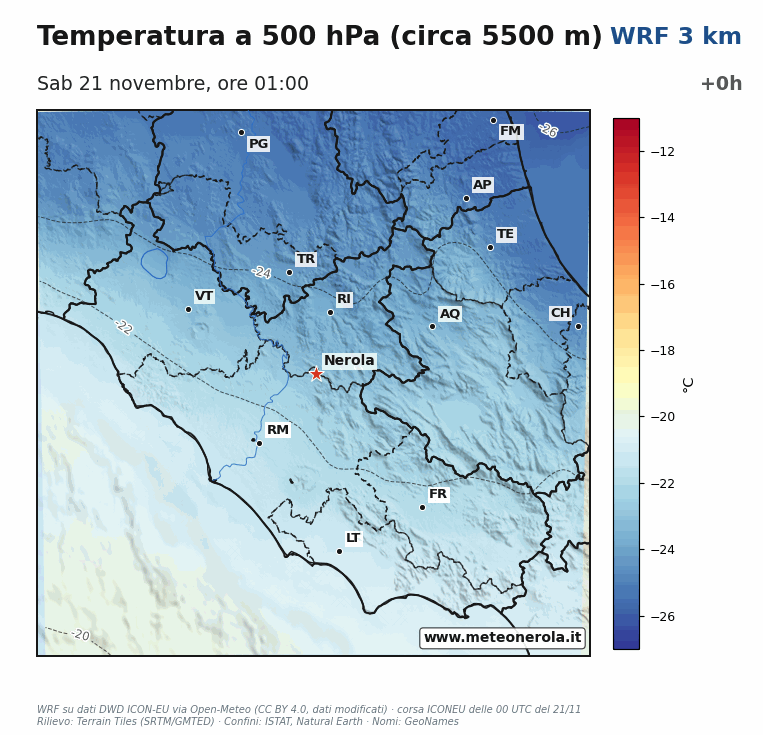 Temperatura a 500 hPa (circa 5500 m) WRF 3 km
Sab 21 novembre, ore 01:00 +0h
-26
FM
PG
AP
TE
-24
TR
VT
RI
CH
AQ
-22
Nerola
RM
FR
LT
-20
www.meteonerola.it
−12
−14
−16
−18
−20
−22
−24
−26
°C
WRF su dati DWD ICON-EU via Open-Meteo (CC BY 4.0, dati modificati) · corsa ICONEU delle 00 UTC del 21/11
Rilievo: Terrain Tiles (SRTM/GMTED) · Confini: ISTAT, Natural Earth · Nomi: GeoNames